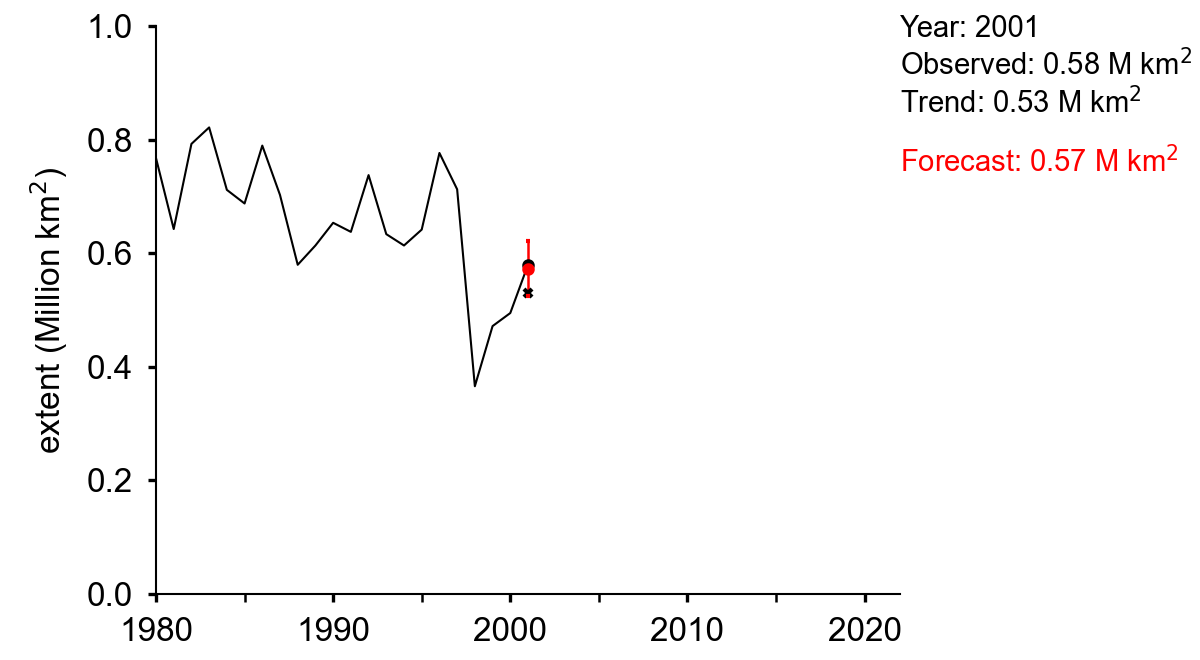 Year: 2001
Observed: 0.58 M km²
Trend: 0.53 M km²
Forecast: 0.57 M km²
extent (Million km²)
1.0
0.8
0.6
0.4
0.2
0.0
1980 1990 2000 2010 2020